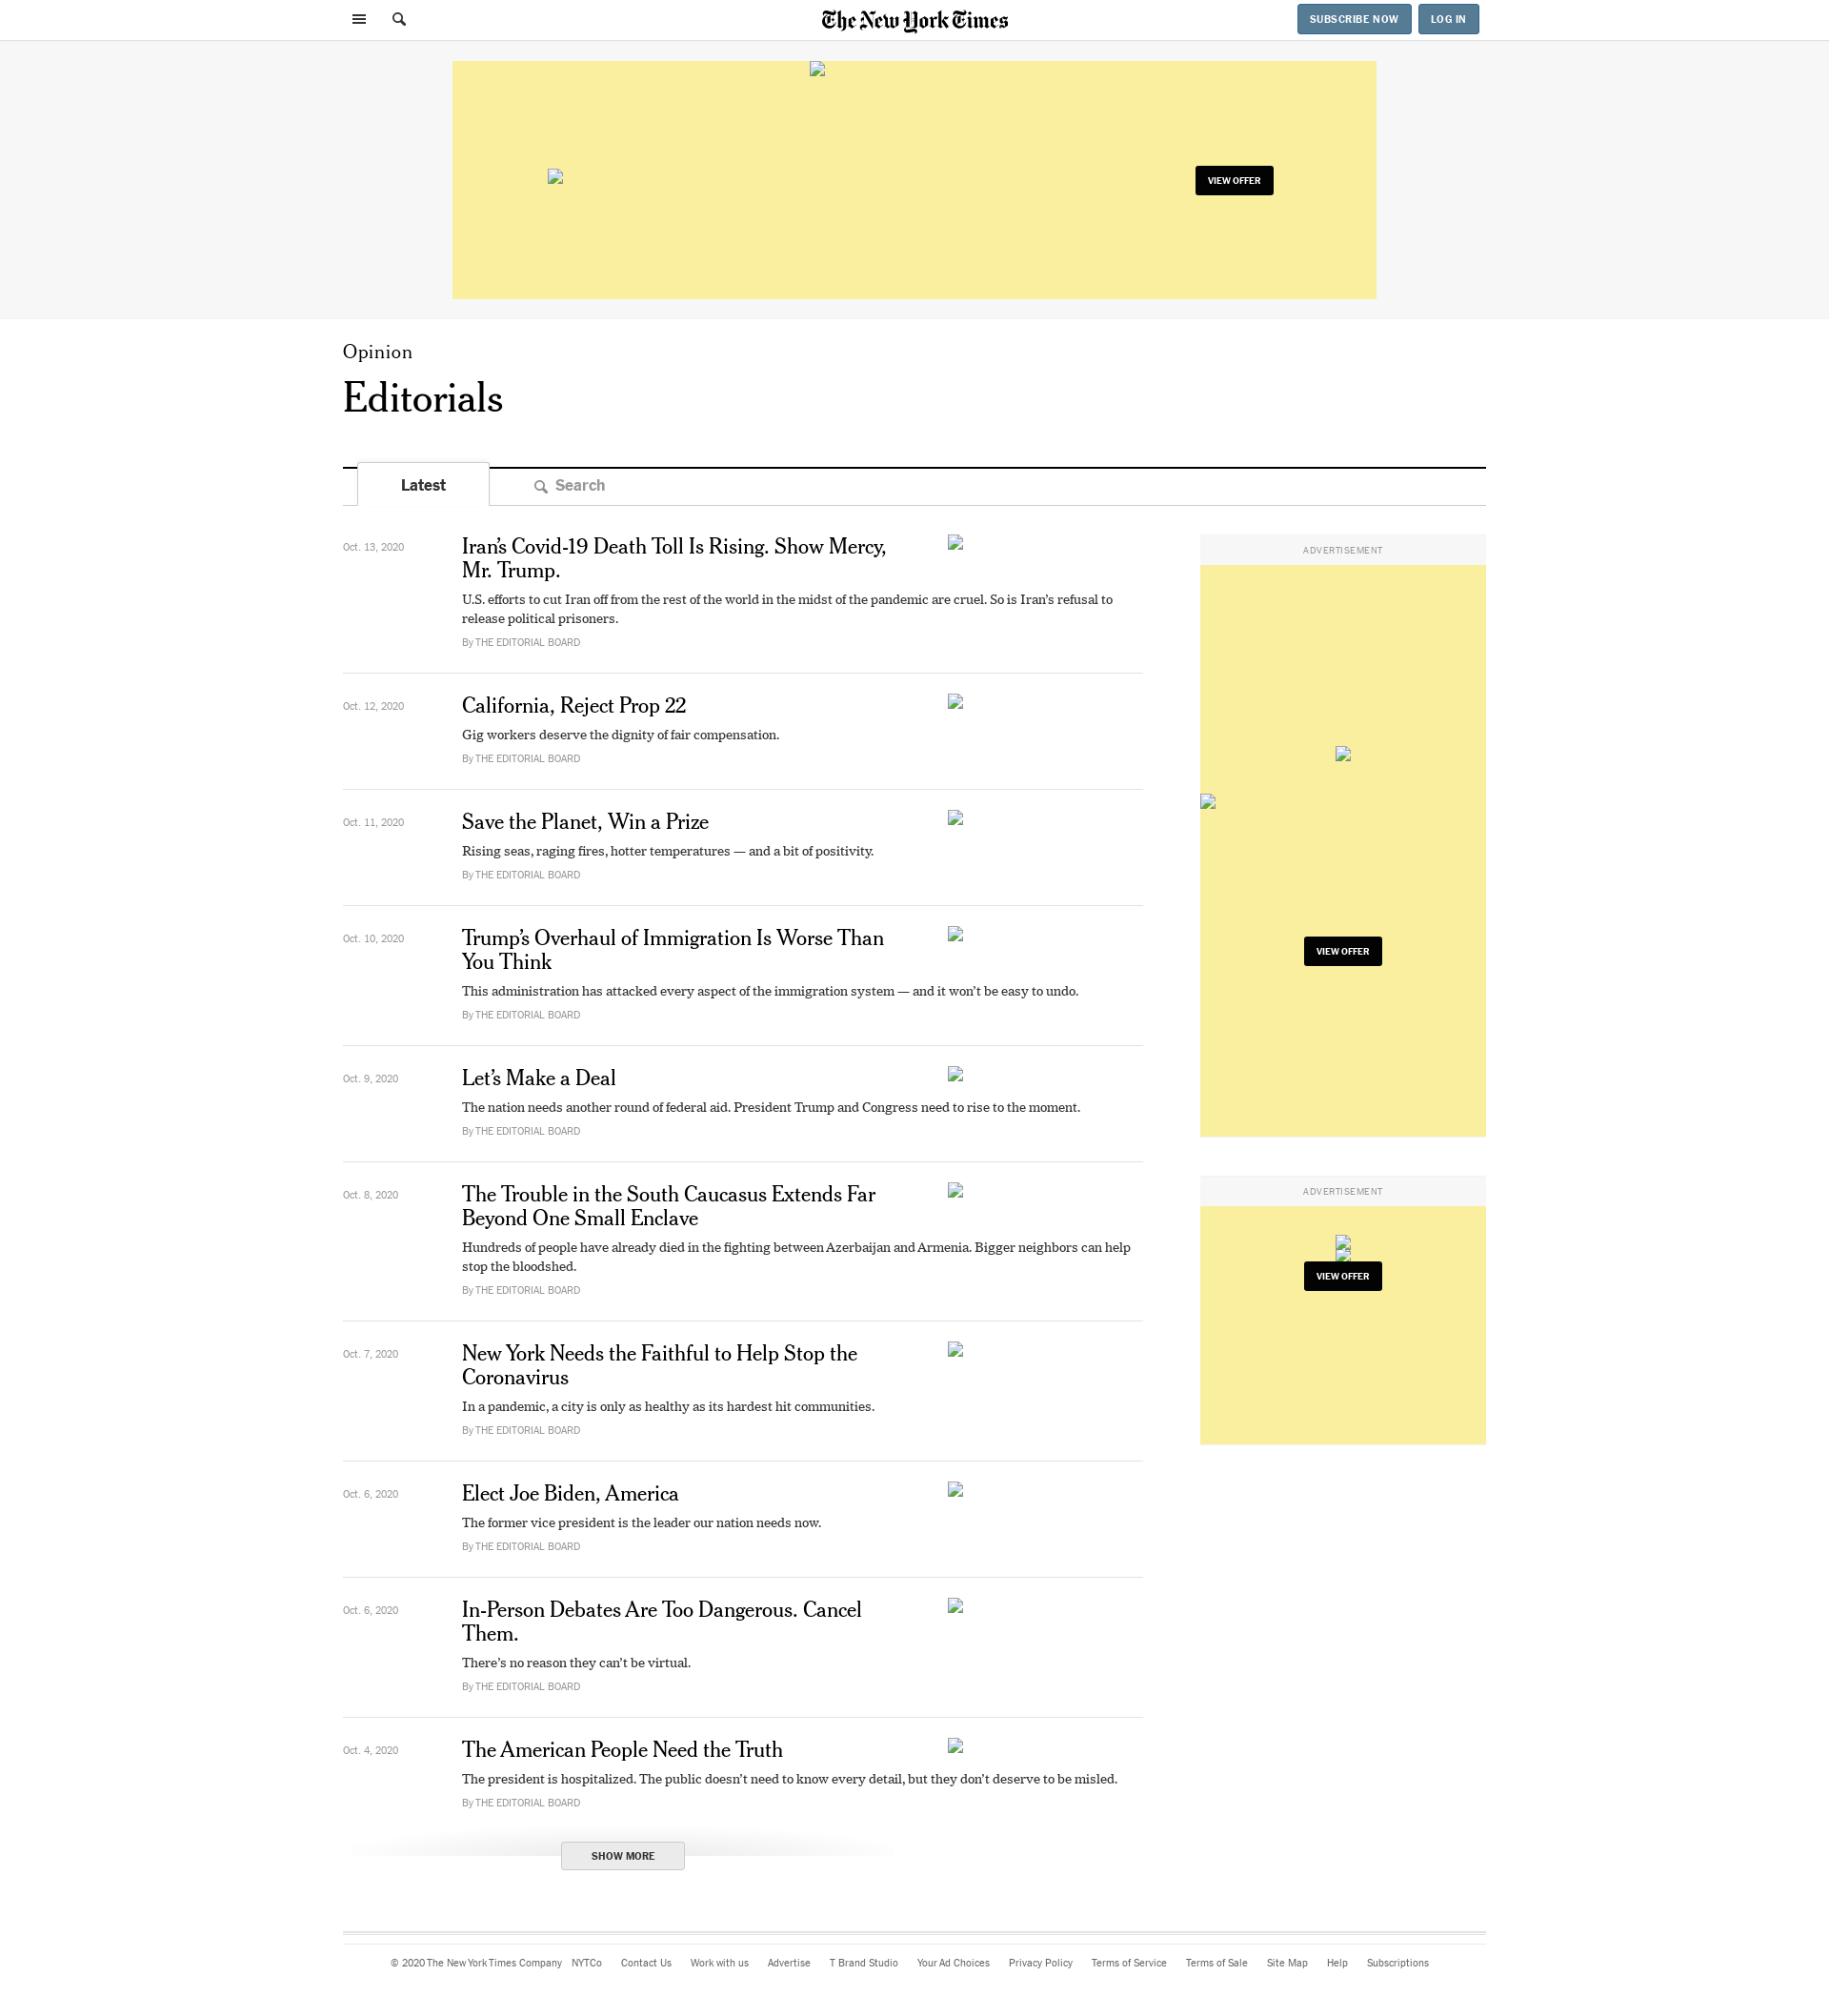 The New York Times
SUBSCRIBE NOW
LOG IN
VIEW OFFER
Opinion
Editorials
Latest
Search
Oct. 13, 2020
Iran’s Covid-19 Death Toll Is Rising. Show Mercy,
Mr. Trump.
U.S. efforts to cut Iran off from the rest of the world in the midst of the pandemic are cruel. So is Iran’s refusal to
release political prisoners.
By THE EDITORIAL BOARD
Oct. 12, 2020
California, Reject Prop 22
Gig workers deserve the dignity of fair compensation.
By THE EDITORIAL BOARD
Oct. 11, 2020
Save the Planet, Win a Prize
Rising seas, raging fires, hotter temperatures — and a bit of positivity.
By THE EDITORIAL BOARD
Oct. 10, 2020
Trump’s Overhaul of Immigration Is Worse Than
You Think
This administration has attacked every aspect of the immigration system — and it won’t be easy to undo.
By THE EDITORIAL BOARD
Oct. 9, 2020
Let’s Make a Deal
The nation needs another round of federal aid. President Trump and Congress need to rise to the moment.
By THE EDITORIAL BOARD
Oct. 8, 2020
The Trouble in the South Caucasus Extends Far
Beyond One Small Enclave
Hundreds of people have already died in the fighting between Azerbaijan and Armenia. Bigger neighbors can help
stop the bloodshed.
By THE EDITORIAL BOARD
Oct. 7, 2020
New York Needs the Faithful to Help Stop the
Coronavirus
In a pandemic, a city is only as healthy as its hardest hit communities.
By THE EDITORIAL BOARD
Oct. 6, 2020
Elect Joe Biden, America
The former vice president is the leader our nation needs now.
By THE EDITORIAL BOARD
Oct. 6, 2020
In-Person Debates Are Too Dangerous. Cancel
Them.
There’s no reason they can’t be virtual.
By THE EDITORIAL BOARD
Oct. 4, 2020
The American People Need the Truth
The president is hospitalized. The public doesn’t need to know every detail, but they don’t deserve to be misled.
By THE EDITORIAL BOARD
SHOW MORE
ADVERTISEMENT
VIEW OFFER
ADVERTISEMENT
VIEW OFFER
© 2020 The New York Times Company NYTCo Contact Us Work with us Advertise T Brand Studio Your Ad Choices Privacy Policy Terms of Service Terms of Sale Site Map Help Subscriptions